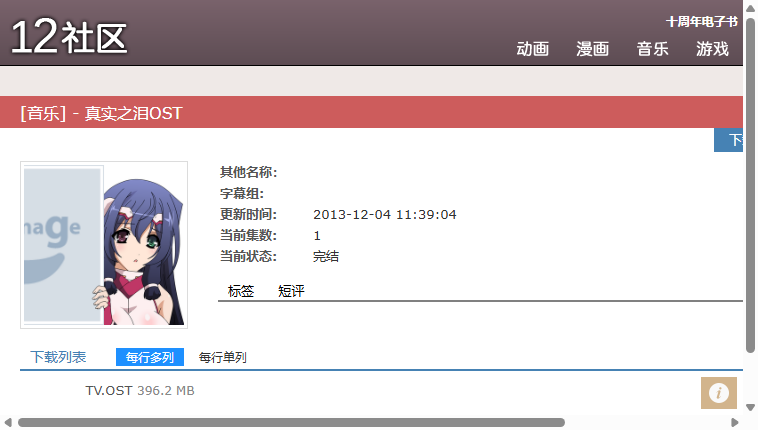 12社区
十周年电子书
动画 漫画 音乐 游戏
[音乐] - 真实之泪OST
下
其他名称:
字幕组:
更新时间: 2013-12-04 11:39:04
当前集数: 1
当前状态: 完结
标签 短评
下载列表 每行多列 每行单列
TV.OST 396.2 MB